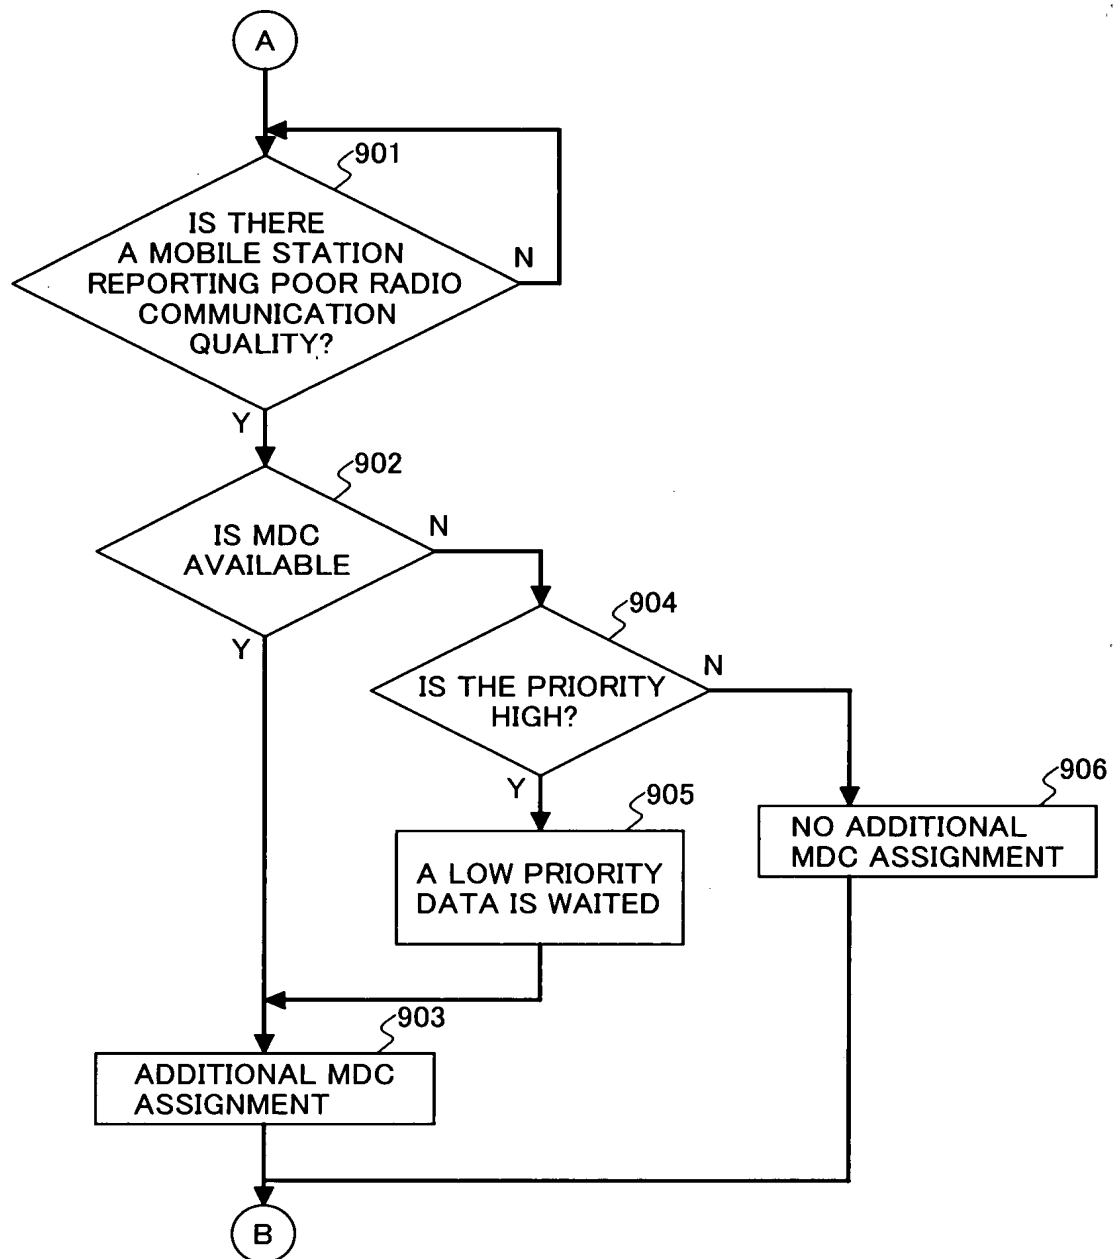 A
901
IS THERE
A MOBILE STATION
REPORTING POOR RADIO
COMMUNICATION
QUALITY?
N
Y
902
IS MDC
AVAILABLE
N
Y
904
IS THE PRIORITY
HIGH?
N
Y
905
A LOW PRIORITY
DATA IS WAITED
906
NO ADDITIONAL
MDC ASSIGNMENT
903
ADDITIONAL MDC
ASSIGNMENT
B